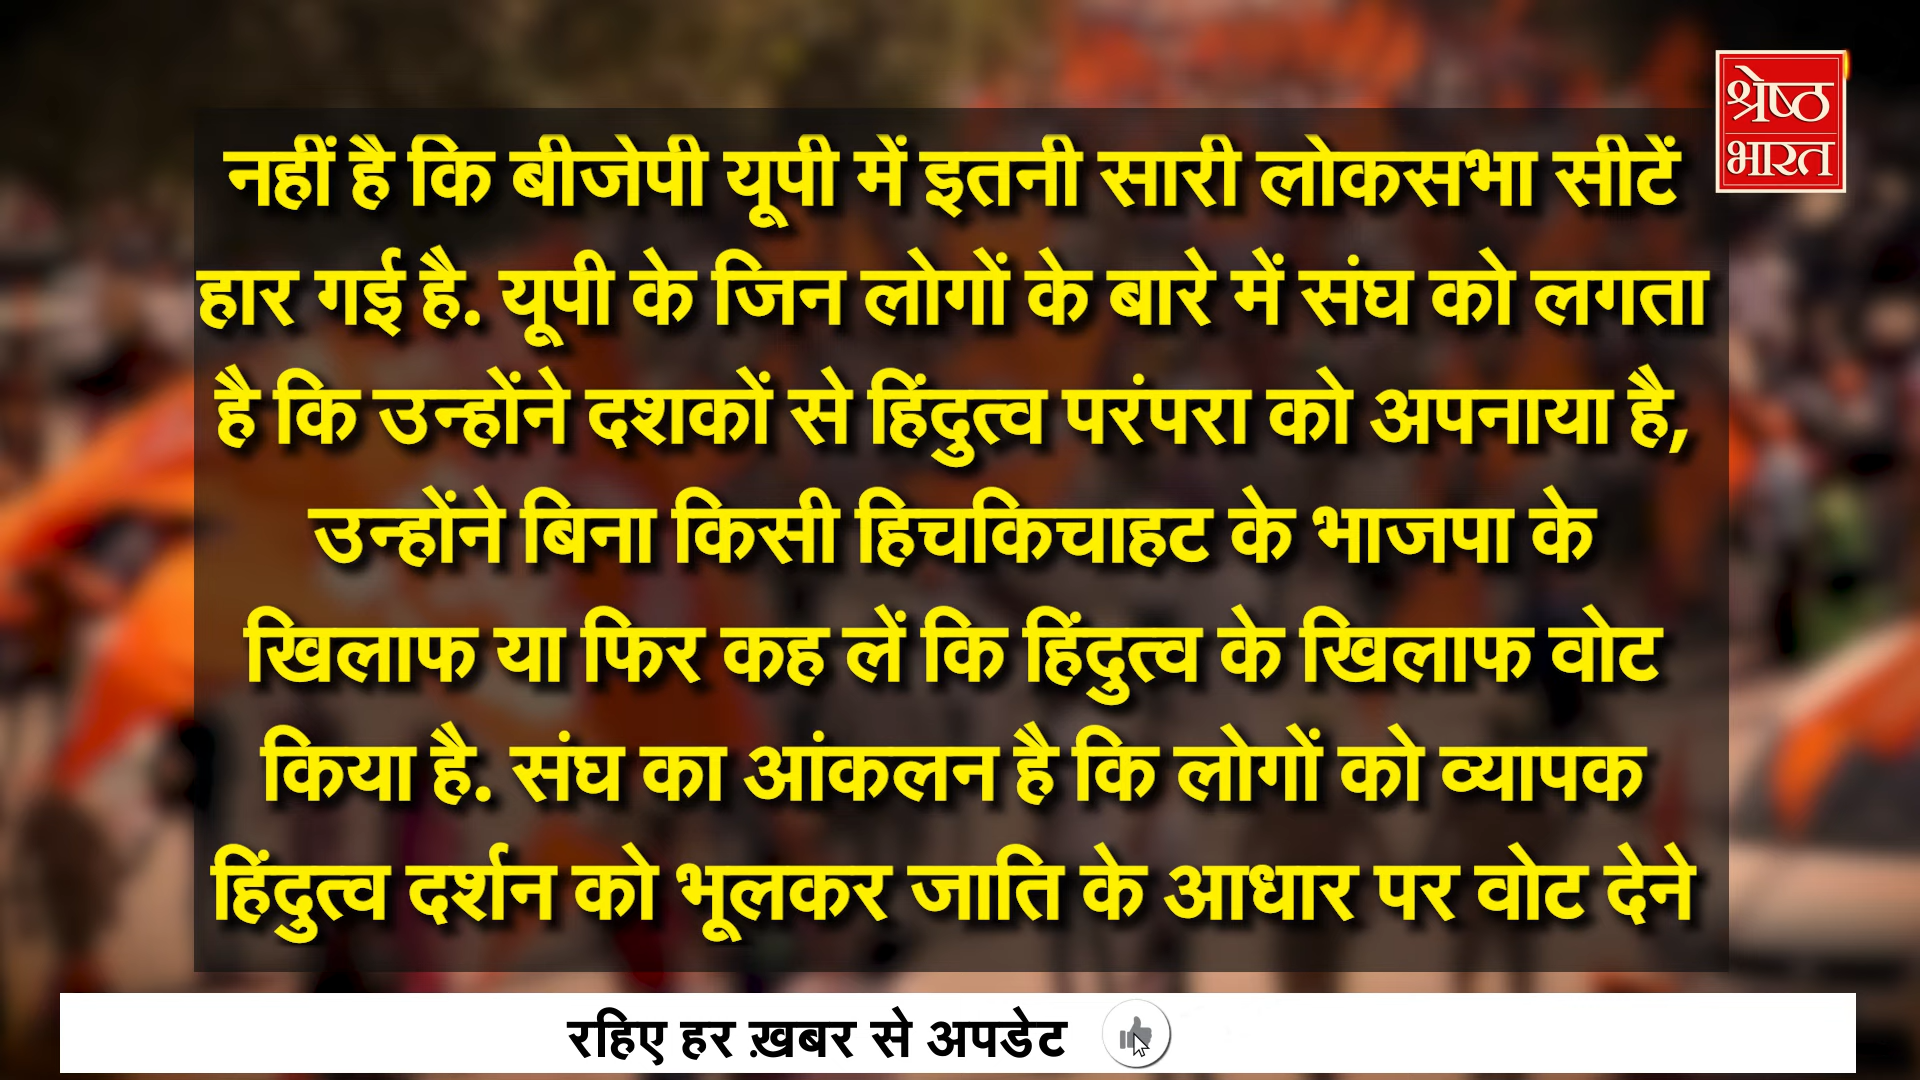 श्रेष्ठ
भारत
नहीं है कि बीजेपी यूपी में इतनी सारी लोकसभा सीटें
हार गई है. यूपी के जिन लोगों के बारे में संघ को लगता
है कि उन्होंने दशकों से हिंदुत्व परंपरा को अपनाया है,
उन्होंने बिना किसी हिचकिचाहट के भाजपा के
खिलाफ या फिर कह लें कि हिंदुत्व के खिलाफ वोट
किया है. संघ का आंकलन है कि लोगों को व्यापक
हिंदुत्व दर्शन को भूलकर जाति के आधार पर वोट देने
रहिए हर ख़बर से अपडेट